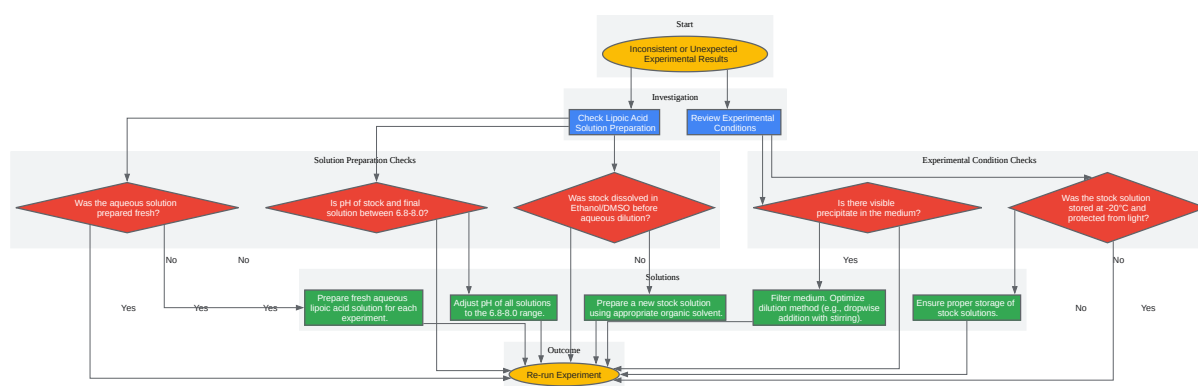 Start
Inconsistent or Unexpected
Experimental Results
Investigation
Check Lipoic Acid
Solution Preparation
Review Experimental
Conditions
Solution Preparation Checks
Experimental Condition Checks
Was the aqueous solution
prepared fresh?
Is pH of stock and final
solution between 6.8-8.0?
Was stock dissolved in
Ethanol/DMSO before
aqueous dilution?
Is there visible
precipitate in the medium?
Was the stock solution
stored at -20°C and
protected from light?
No
No
No
Yes
No
Solutions
Yes
Yes
Yes
Prepare fresh aqueous
lipoic acid solution for each
experiment.
Adjust pH of all solutions
to the 6.8-8.0 range.
Prepare a new stock solution
using appropriate organic solvent.
Filter medium. Optimize
dilution method (e.g., dropwise
addition with stirring).
Ensure proper storage of
stock solutions.
No
Yes
Outcome
Re-run Experiment